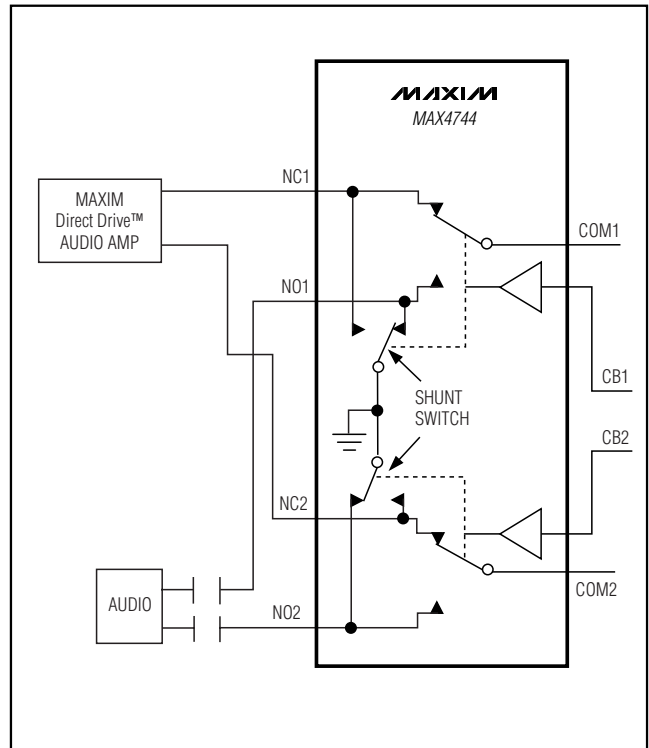 MAXIM
MAX4744
NC1
MAXIM
Direct Drive™
AUDIO AMP
COM1
NO1
CB1
SHUNT
SWITCH
CB2
NC2
COM2
AUDIO
NO2